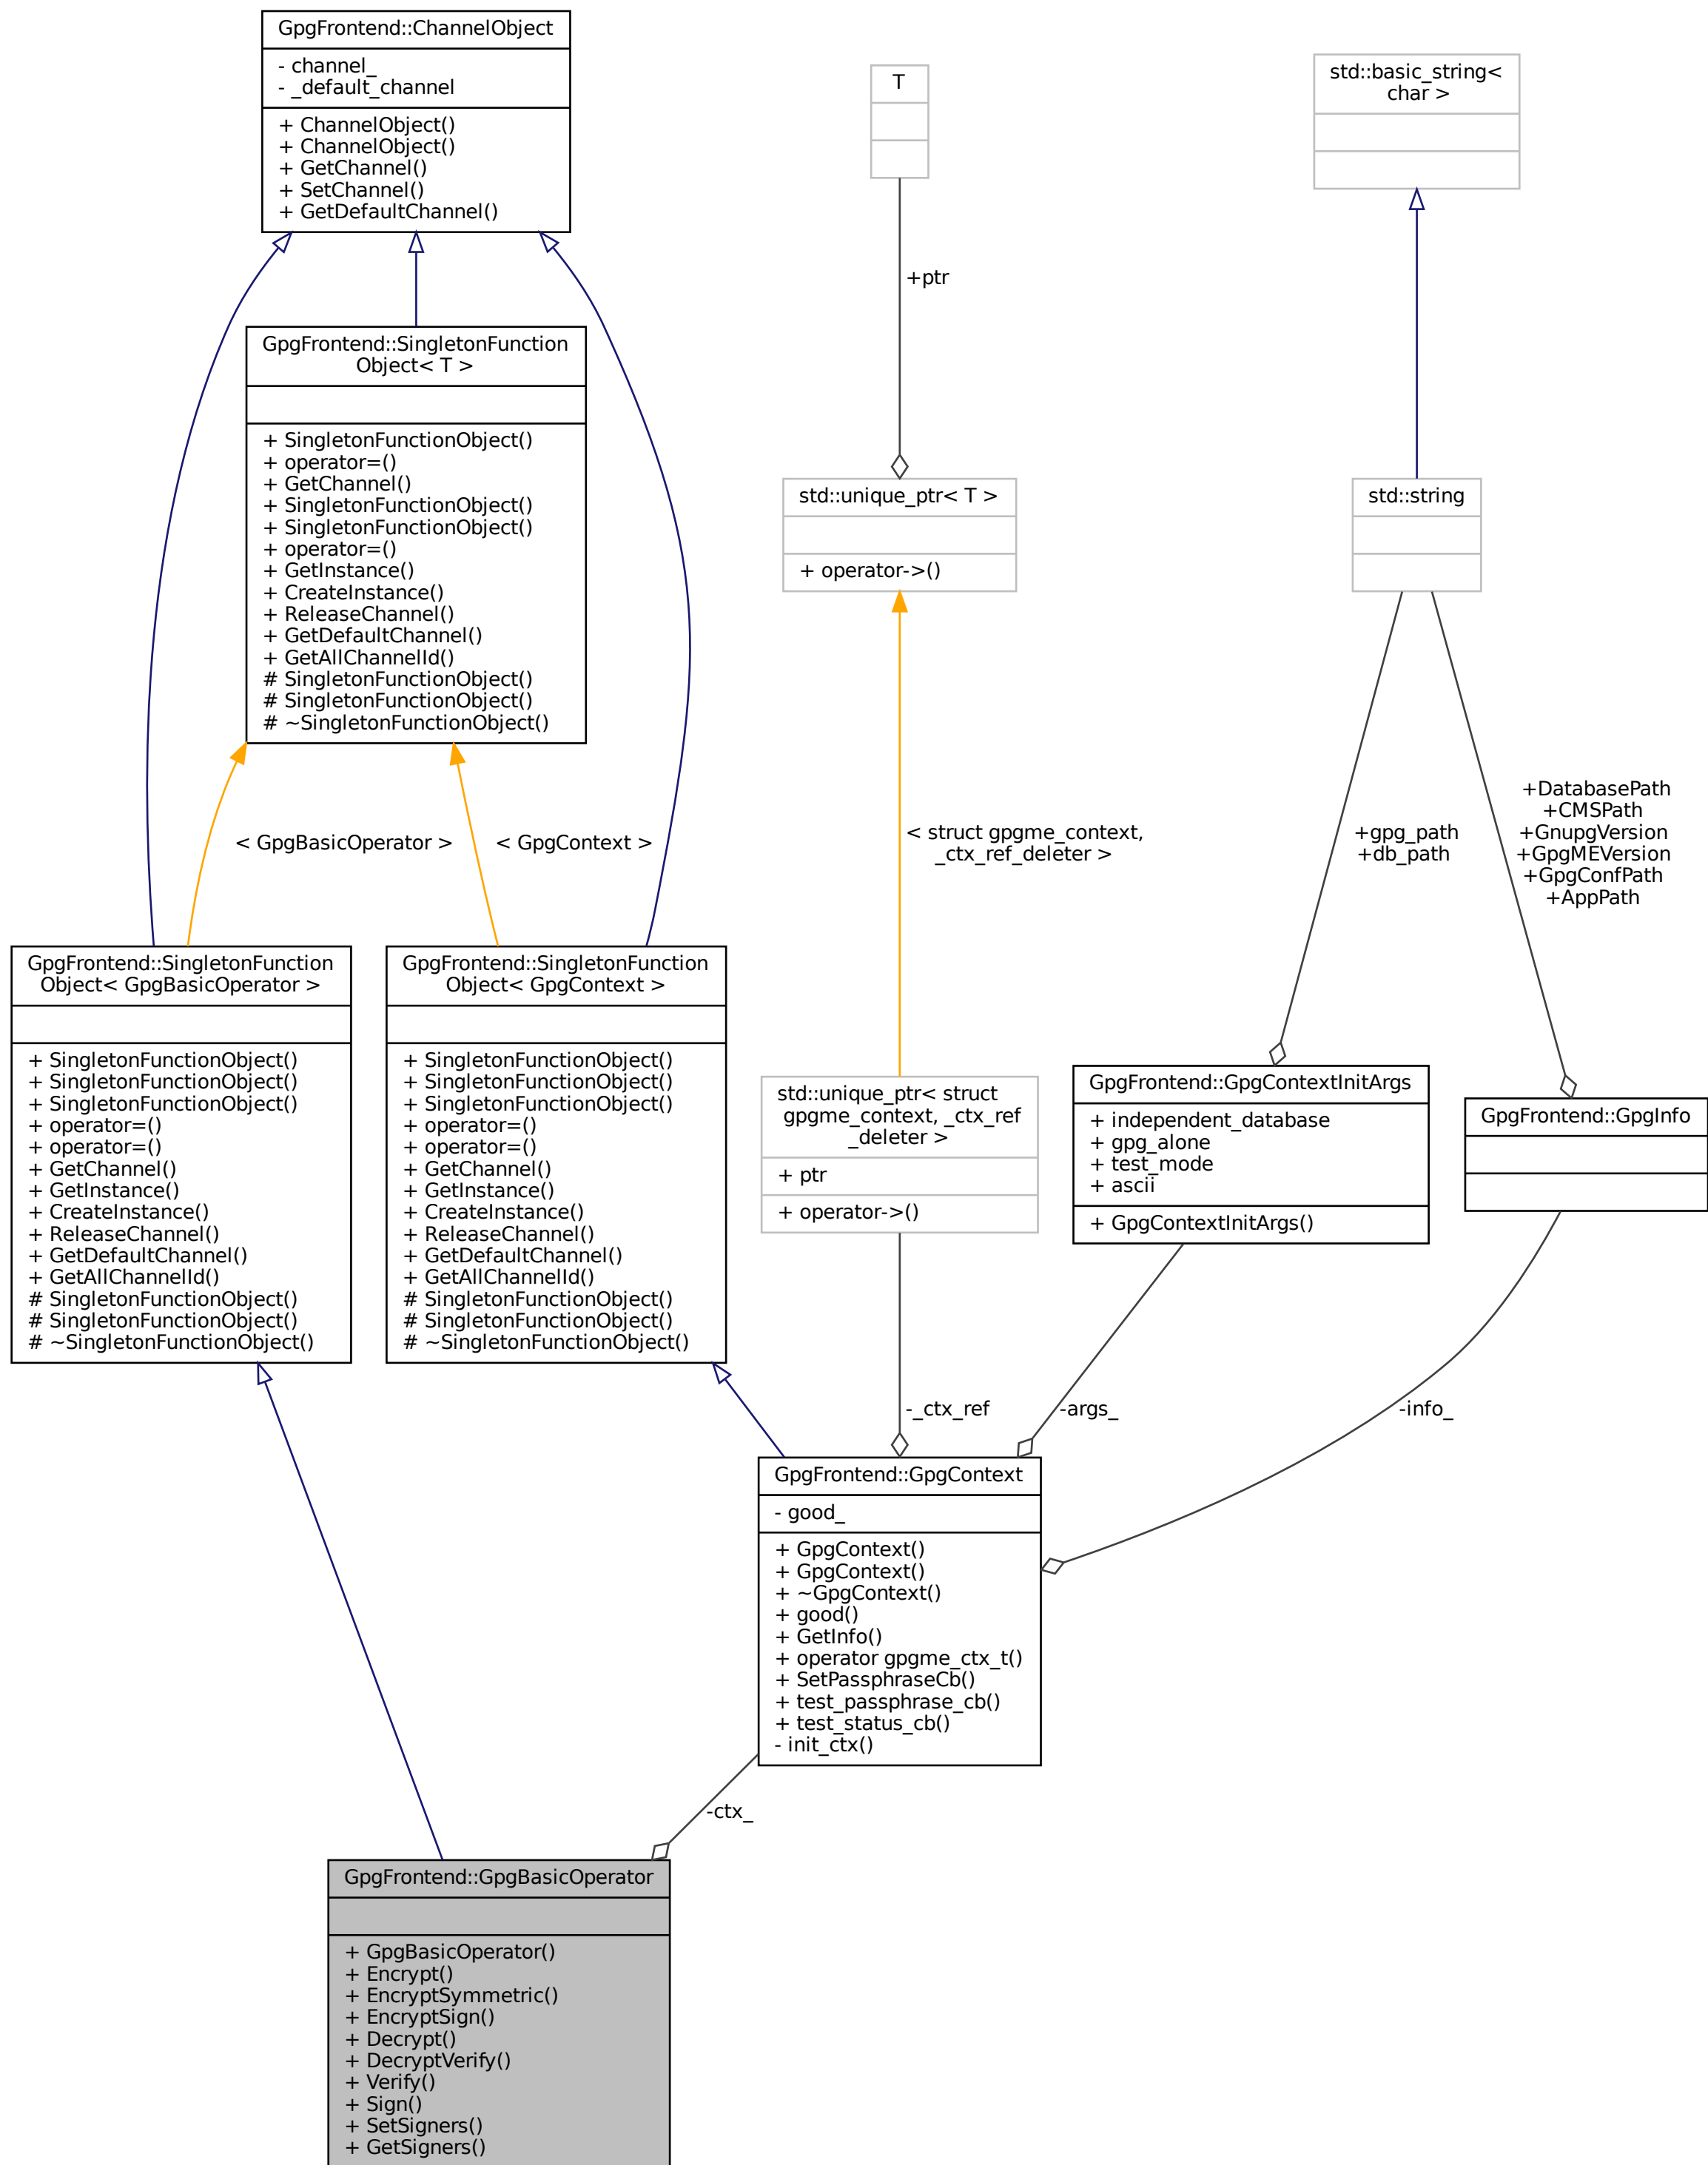 GpgFrontend::ChannelObject
- channel_
- _default_channel
+ ChannelObject()
+ ChannelObject()
+ GetChannel()
+ SetChannel()
+ GetDefaultChannel()
T
std::basic_string<
char >
+ptr
GpgFrontend::SingletonFunction
Object< T >
+ SingletonFunctionObject()
+ operator=()
+ GetChannel()
+ SingletonFunctionObject()
+ SingletonFunctionObject()
+ operator=()
+ GetInstance()
+ CreateInstance()
+ ReleaseChannel()
+ GetDefaultChannel()
+ GetAllChannelId()
# SingletonFunctionObject()
# SingletonFunctionObject()
# ~SingletonFunctionObject()
std::unique_ptr< T >
+ operator->()
std::string
< GpgBasicOperator >
< GpgContext >
< struct gpgme_context,
_ctx_ref_deleter >
+gpg_path
+db_path
+DatabasePath
+CMSPath
+GnupgVersion
+GpgMEVersion
+GpgConfPath
+AppPath
GpgFrontend::SingletonFunction
Object< GpgBasicOperator >
+ SingletonFunctionObject()
+ SingletonFunctionObject()
+ SingletonFunctionObject()
+ operator=()
+ operator=()
+ GetChannel()
+ GetInstance()
+ CreateInstance()
+ ReleaseChannel()
+ GetDefaultChannel()
+ GetAllChannelId()
# SingletonFunctionObject()
# SingletonFunctionObject()
# ~SingletonFunctionObject()
GpgFrontend::SingletonFunction
Object< GpgContext >
+ SingletonFunctionObject()
+ SingletonFunctionObject()
+ SingletonFunctionObject()
+ operator=()
+ operator=()
+ GetChannel()
+ GetInstance()
+ CreateInstance()
+ ReleaseChannel()
+ GetDefaultChannel()
+ GetAllChannelId()
# SingletonFunctionObject()
# SingletonFunctionObject()
# ~SingletonFunctionObject()
std::unique_ptr< struct
gpgme_context, _ctx_ref
_deleter >
+ ptr
+ operator->()
GpgFrontend::GpgContextInitArgs
+ independent_database
+ gpg_alone
+ test_mode
+ ascii
+ GpgContextInitArgs()
GpgFrontend::GpgInfo
-_ctx_ref
-args_
-info_
GpgFrontend::GpgContext
- good_
+ GpgContext()
+ GpgContext()
+ ~GpgContext()
+ good()
+ GetInfo()
+ operator gpgme_ctx_t()
+ SetPassphraseCb()
+ test_passphrase_cb()
+ test_status_cb()
- init_ctx()
-ctx_
GpgFrontend::GpgBasicOperator
+ GpgBasicOperator()
+ Encrypt()
+ EncryptSymmetric()
+ EncryptSign()
+ Decrypt()
+ DecryptVerify()
+ Verify()
+ Sign()
+ SetSigners()
+ GetSigners()